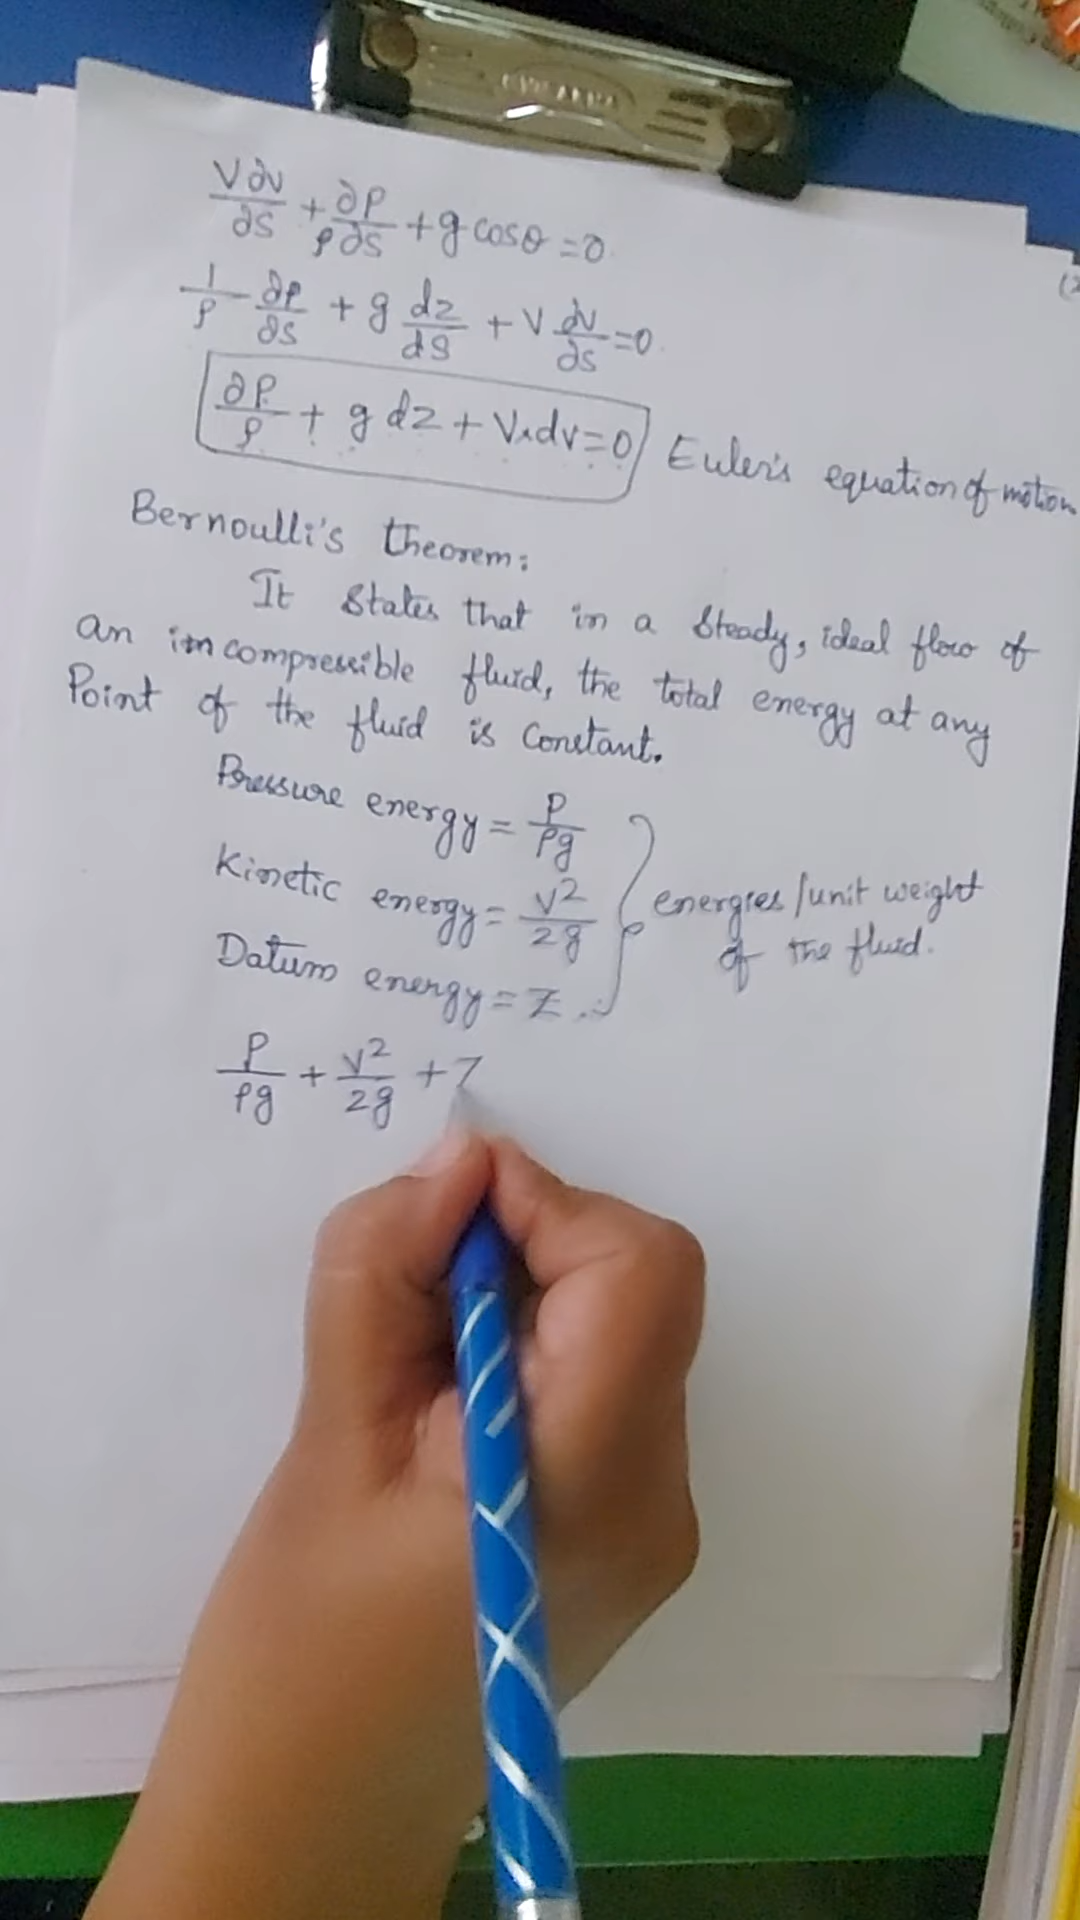 V∂v/∂s + ∂P/ρ∂s + g cosθ = 0
1/ρ ∂P/∂s + g dz/ds + V ∂v/∂s = 0
∂P/ρ + g dz + V×dv = 0 Euler's equation of motion
Bernoulli's theorem:
It states that in a steady, ideal flow of
an imcompressible fluid, the total energy at any
Point of the fluid is Constant.
Pressure energy = P/ρg
Kinetic energy = V²/2g energies/unit weight
of the fluid.
Datum energy = Z.
P/ρg + V²/2g + Z